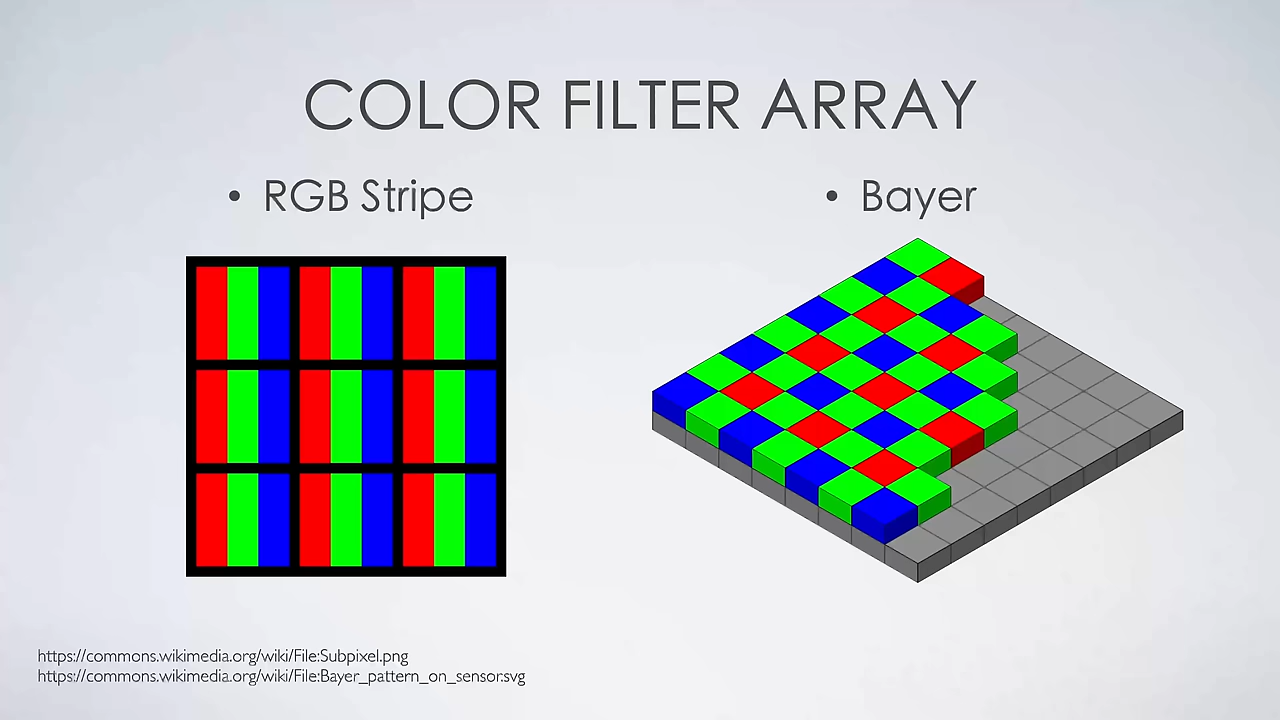 COLOR FILTER ARRAY
• RGB Stripe
• Bayer
https://commons.wikimedia.org/wiki/File:Subpixel.png
https://commons.wikimedia.org/wiki/File:Bayer_pattern_on_sensor.svg